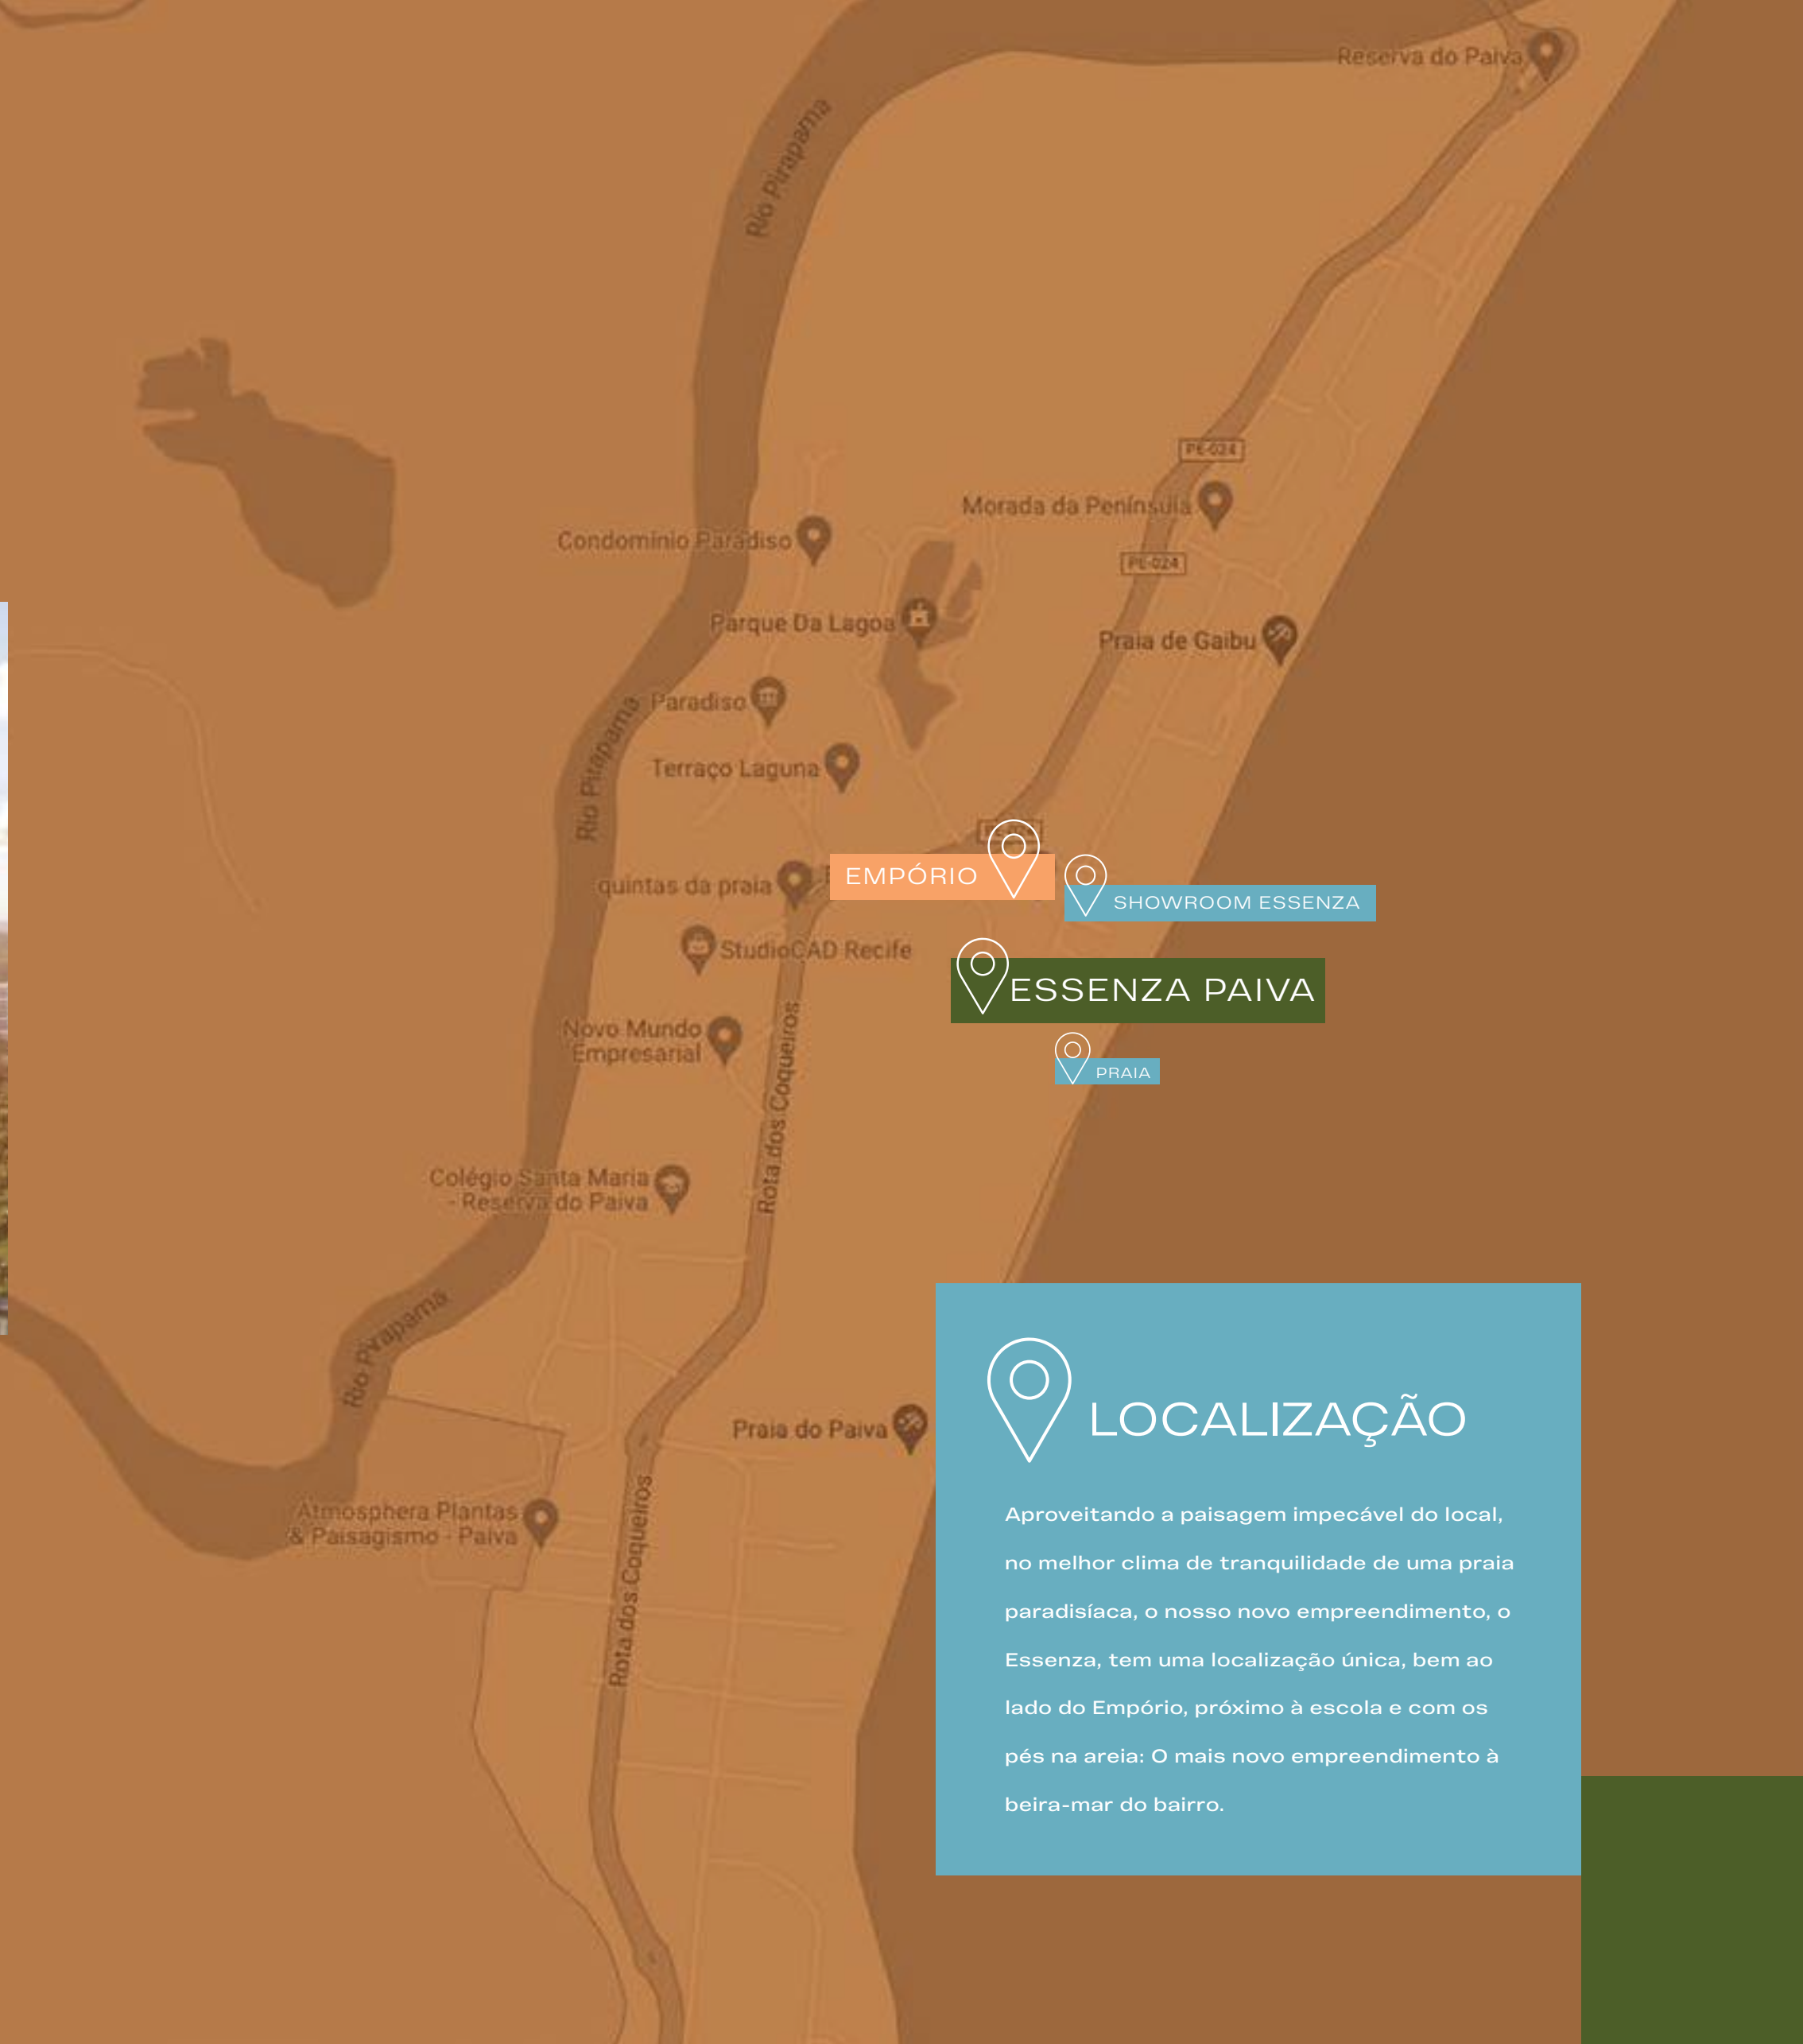 Reserva do Paiva
Rio Pirapama
PE-024
Morada da Península
Condomínio Paradiso
PE-024
Parque Da Lagoa
Praia de Gaibu
Paradiso
Rio Pirapama
Terraço Laguna
EMPÓRIO
quintas da praia
SHOWROOM ESSENZA
StudioCAD Recife
ESSENZA PAIVA
Novo Mundo
Empresarial
Rota dos Coqueiros
PRAIA
Colégio Santa Maria
- Reserva do Paiva
Rio Pirapama
LOCALIZAÇÃO
Praia do Paiva
Atmosphera Plantas
& Paisagismo - Paiva
Rota dos Coqueiros
Aproveitando a paisagem impecável do local,
no melhor clima de tranquilidade de uma praia
paradisíaca, o nosso novo empreendimento, o
Essenza, tem uma localização única, bem ao
lado do Empório, próximo à escola e com os
pés na areia: O mais novo empreendimento à
beira-mar do bairro.